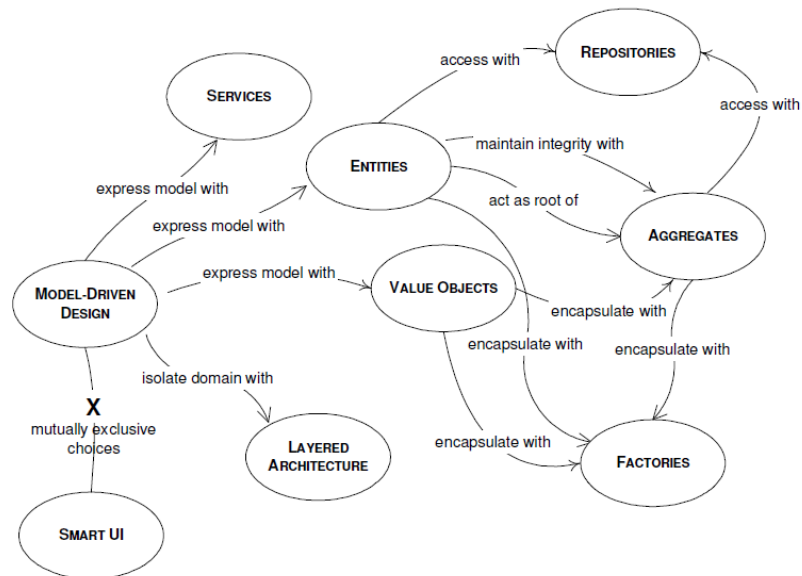 REPOSITORIES
access with
SERVICES
access with
maintain integrity with
ENTITIES
express model with
act as root of
express model with
AGGREGATES
express model with
VALUE OBJECTS
MODEL-DRIVEN
DESIGN
encapsulate with
encapsulate with
encapsulate with
isolate domain with
X
mutually exclusive
choices
encapsulate with
LAYERED
ARCHITECTURE
FACTORIES
SMART UI